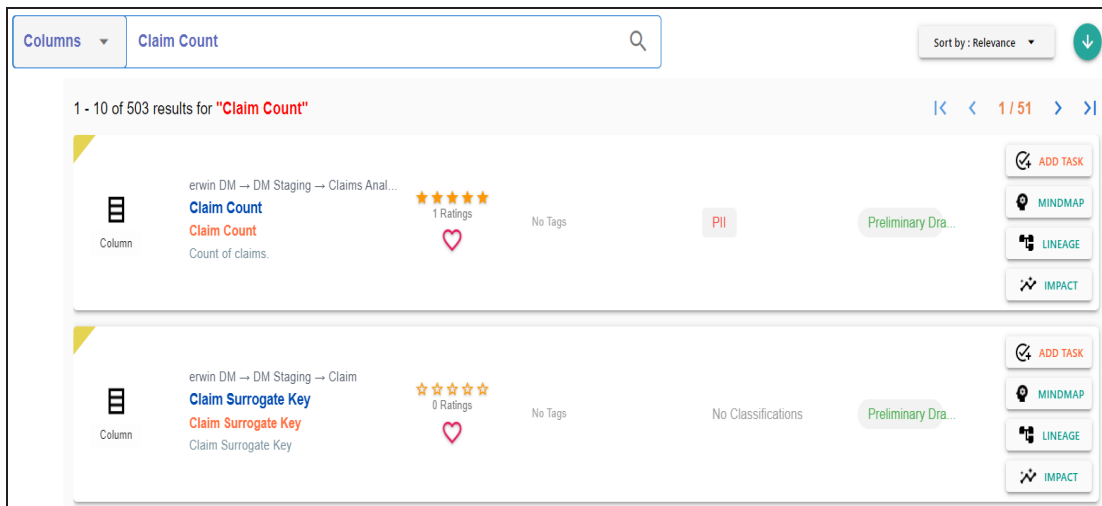 Columns
Claim Count
Sort by : Relevance
1 - 10 of 503 results for "Claim Count"
1 / 51
erwin DM → DM Staging → Claims Anal...
Claim Count
Claim Count
Count of claims.
Column
1 Ratings
No Tags
PII
Preliminary Dra...
ADD TASK
MINDMAP
LINEAGE
IMPACT
erwin DM → DM Staging → Claim
Claim Surrogate Key
Claim Surrogate Key
Claim Surrogate Key
Column
0 Ratings
No Tags
No Classifications
Preliminary Dra...
ADD TASK
MINDMAP
LINEAGE
IMPACT